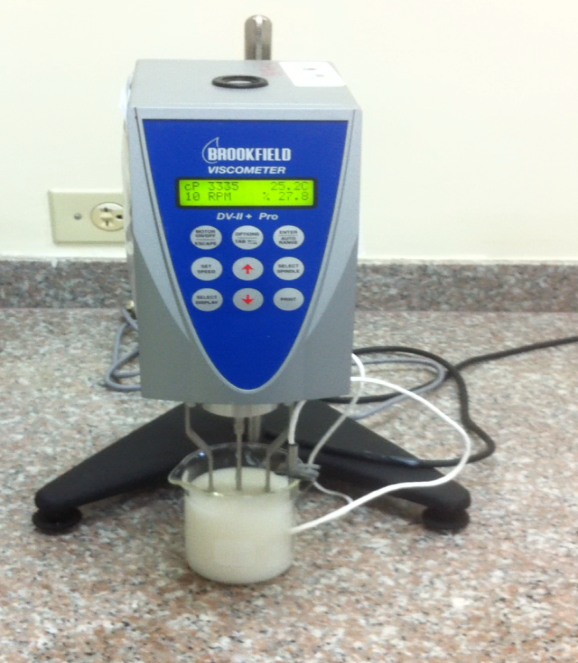 BROOKFIELD
VISCOMETER
cP 3335 25.2C
10 RPM % 27.8
DV-II+ Pro
MOTOR ON/OFF ESCAPE
OPTIONS TAB
ENTER AUTO RANGE
SET SPEED
SELECT SPINDLE
SELECT DISPLAY
PRINT